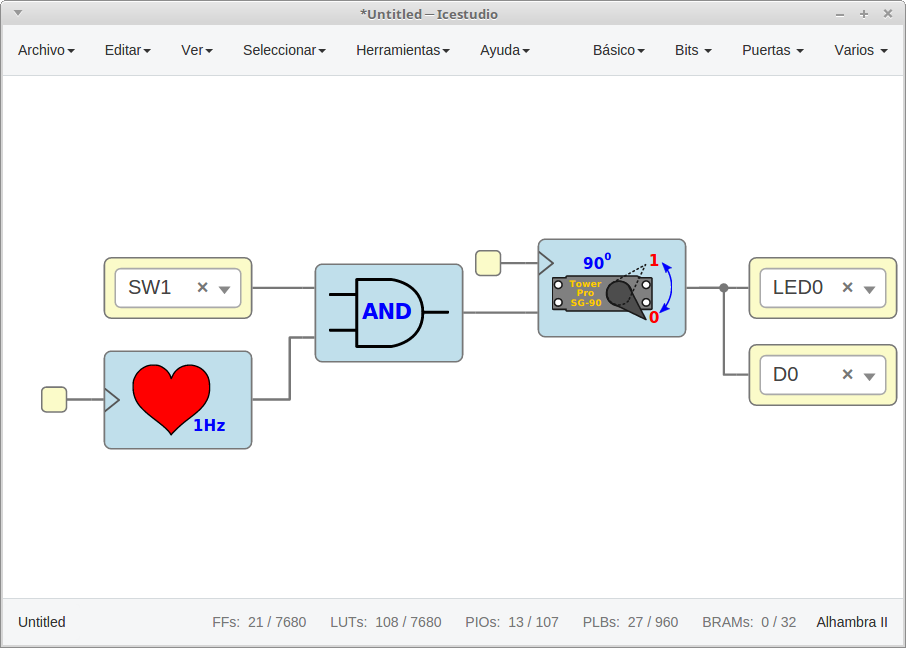 *Untitled – Icestudio
Archivo Editar Ver Seleccionar Herramientas Ayuda Básico Bits Puertas Varios
90⁰ 1
SW1
Tower
Pro
SG-90
LED0
AND
0
D0
1Hz
Untitled FFs: 21 / 7680 LUTs: 108 / 7680 PIOs: 13 / 107 PLBs: 27 / 960 BRAMs: 0 / 32 Alhambra II